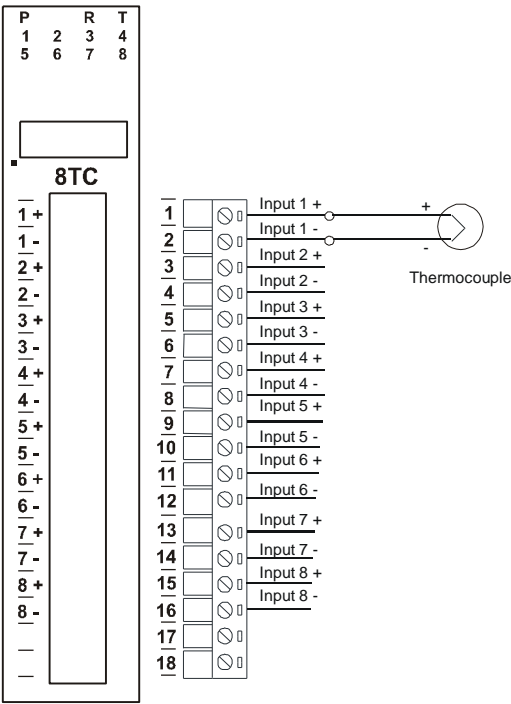 P R T
1 2 3 4
5 6 7 8
8TC
1 +
1 -
2 +
2 -
3 +
3 -
4 +
4 -
5 +
5 -
6 +
6 -
7 +
7 -
8 +
8 -
1 Input 1 + +
2 Input 1 - -
3 Input 2 +
Thermocouple
4 Input 2 -
5 Input 3 +
6 Input 3 -
7 Input 4 +
8 Input 4 -
9 Input 5 +
10 Input 5 -
11 Input 6 +
12 Input 6 -
13 Input 7 +
14 Input 7 -
15 Input 8 +
16 Input 8 -
17
18